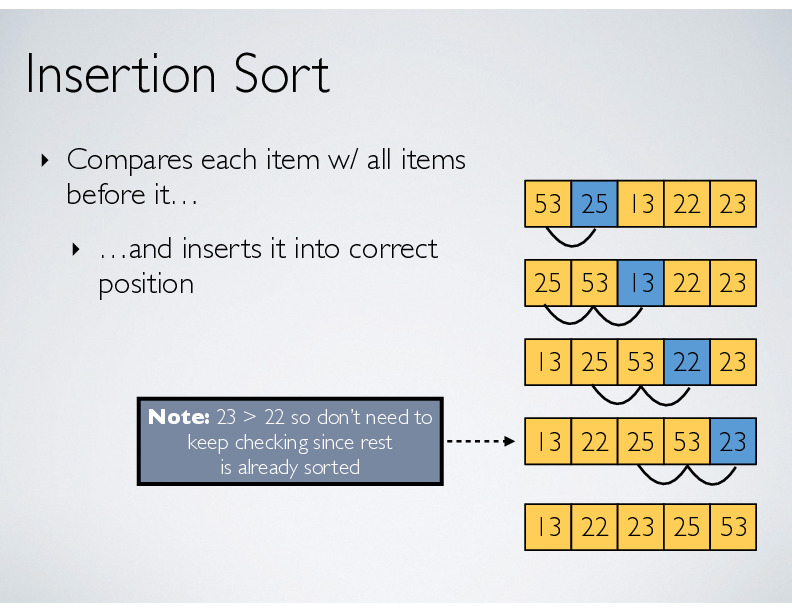 Insertion Sort
‣ Compares each item w/ all items
before it…
‣ …and inserts it into correct
position
53 25 13 22 23
25 53 13 22 23
13 25 53 22 23
Note: 23 > 22 so don't need to
keep checking since rest
is already sorted
13 22 25 53 23
13 22 23 25 53